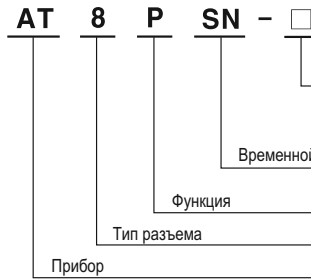 AT 8 P SN - □
Временной
Функция
Тип разъема
Прибор